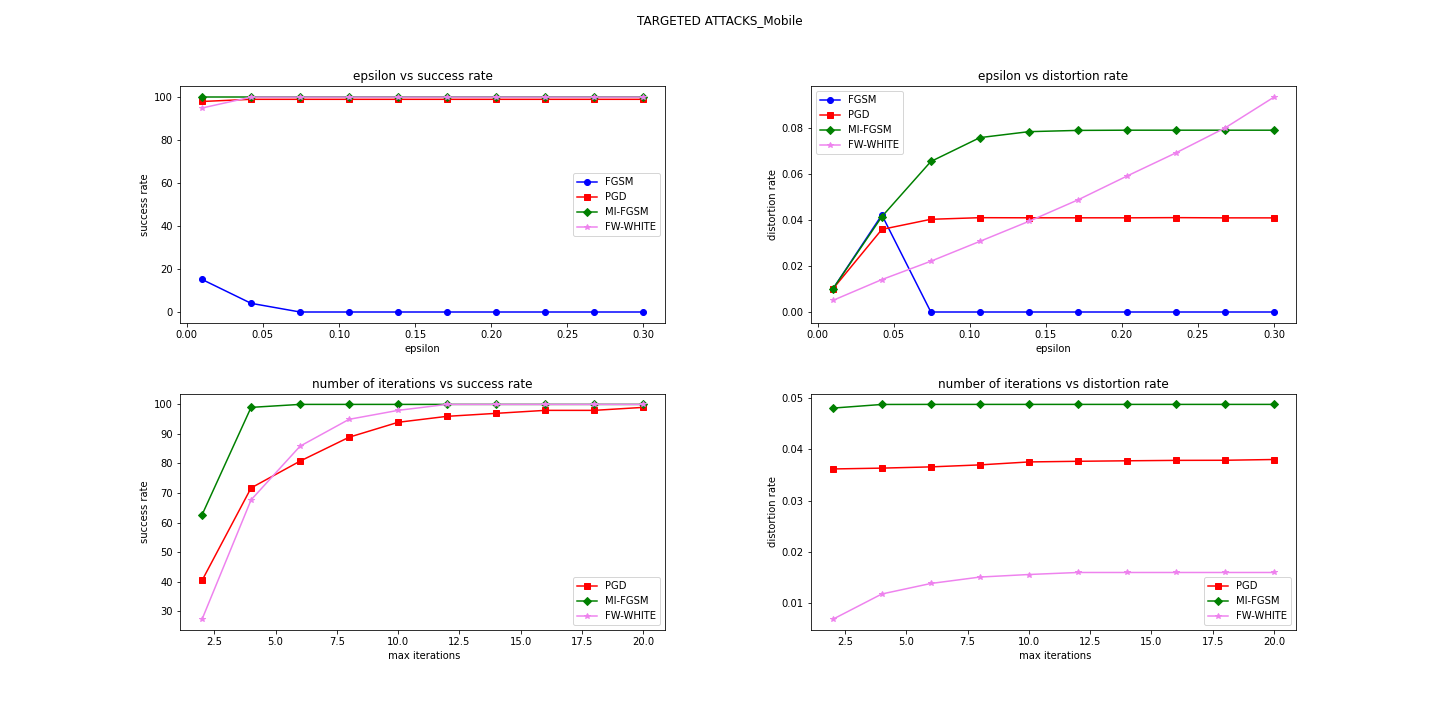 TARGETED ATTACKS_Mobile
epsilon vs success rate
100
80
60
40
20
0
success rate
0.00 0.05 0.10 0.15 0.20 0.25 0.30
epsilon
FGSM
PGD
MI-FGSM
FW-WHITE
epsilon vs distortion rate
0.08
0.06
0.04
0.02
0.00
distortion rate
0.00 0.05 0.10 0.15 0.20 0.25 0.30
epsilon
FGSM
PGD
MI-FGSM
FW-WHITE
number of iterations vs success rate
100
90
80
70
60
50
40
30
success rate
2.5 5.0 7.5 10.0 12.5 15.0 17.5 20.0
max iterations
PGD
MI-FGSM
FW-WHITE
number of iterations vs distortion rate
0.05
0.04
0.03
0.02
0.01
distortion rate
2.5 5.0 7.5 10.0 12.5 15.0 17.5 20.0
max iterations
PGD
MI-FGSM
FW-WHITE